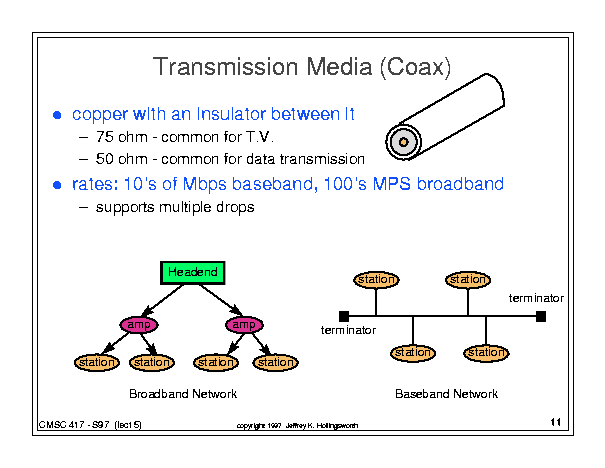 Transmission Media (Coax)
copper with an insulator between it
– 75 ohm - common for T.V.
– 50 ohm - common for data transmission
rates: 10's of Mbps baseband, 100's MPS broadband
– supports multiple drops
Headend
amp
amp
station
station
station
station
Broadband Network
station
station
terminator
terminator
station
station
Baseband Network
CMSC 417 - S97 (lect5)
copyright 1997 Jeffrey K. Hollingsworth
11